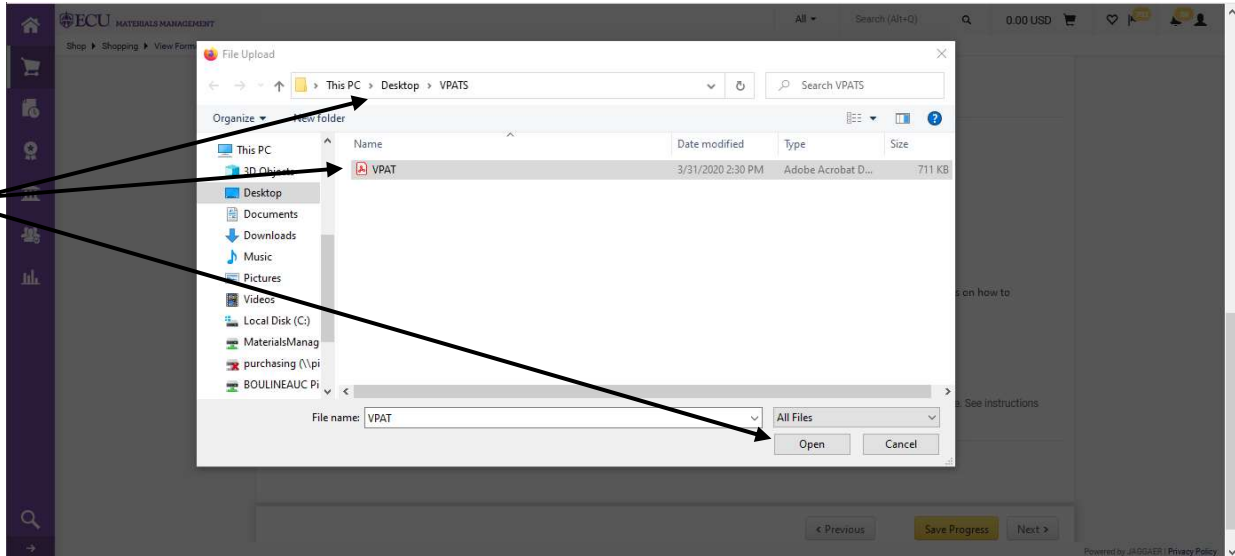 ECU MATERIALS MANAGEMENT
All
Search (Alt+Q)
0.00 USD
Shop Shopping View Form
File Upload
This PC > Desktop > VPATS
Search VPATS
Organize New folder
Name Date modified Type Size
VPAT 3/31/2020 2:30 PM Adobe Acrobat D... 711 KB
This PC
3D Objects
Desktop
Documents
Downloads
Music
Pictures
Videos
Local Disk (C:)
MaterialsManag
purchasing (\\pi
BOULINEAUC Pi
s on how to
e. See instructions
File name: VPAT
All Files
Open Cancel
< Previous Save Progress Next >
Powered by JAGGAER | Privacy Policy